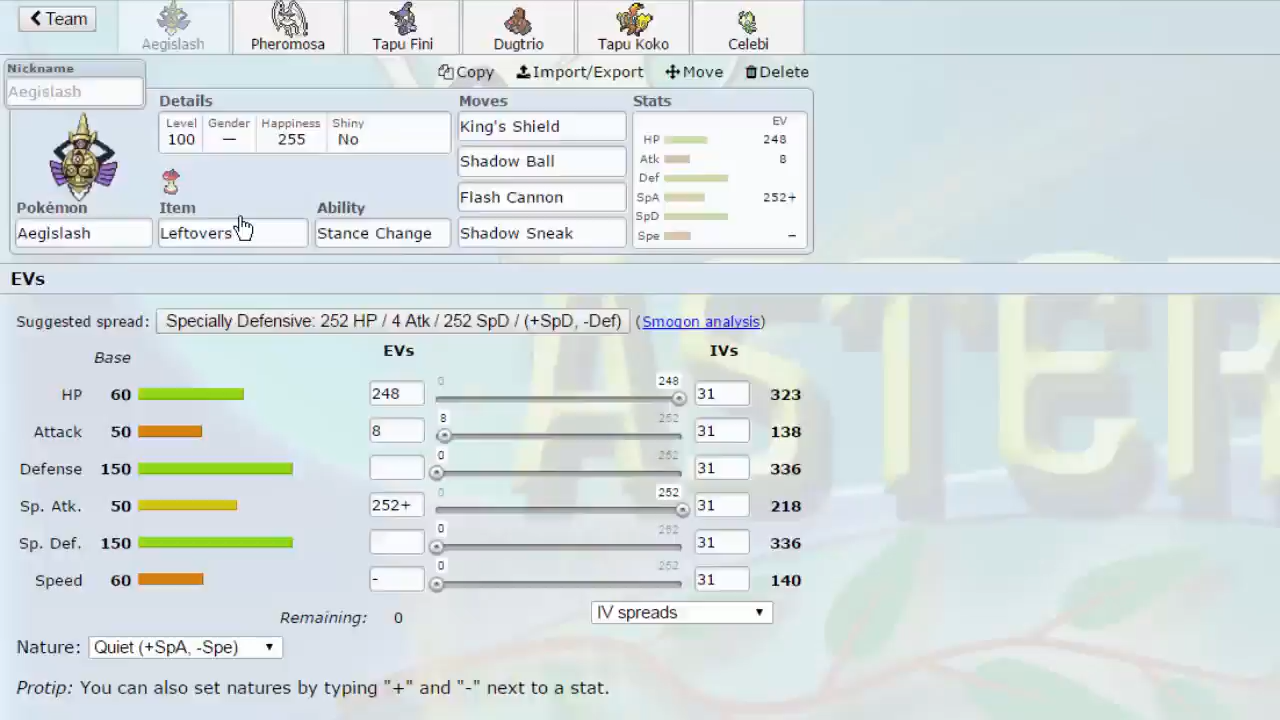 Team
Aegislash
Pheromosa
Tapu Fini
Dugtrio
Tapu Koko
Celebi
Copy
Import/Export
Move
Delete
Nickname
Aegislash
Details
Level
100
Gender
—
Happiness
255
Shiny
No
Pokémon
Aegislash
Item
Leftovers
Ability
Stance Change
Moves
King's Shield
Shadow Ball
Flash Cannon
Shadow Sneak
Stats
EV
HP 248
Atk 8
Def
SpA 252+
SpD
Spe –
EVs
Suggested spread: Specially Defensive: 252 HP / 4 Atk / 252 SpD / (+SpD, -Def) (Smogon analysis)
Base EVs IVs
HP 60 248 0 248 31 323
Attack 50 8 8 252 31 138
Defense 150 0 252 31 336
Sp. Atk. 50 252+ 0 252 31 218
Sp. Def. 150 0 252 31 336
Speed 60 - 0 252 31 140
Remaining: 0
IV spreads
Nature: Quiet (+SpA, -Spe)
Protip: You can also set natures by typing "+" and "-" next to a stat.
ASTER